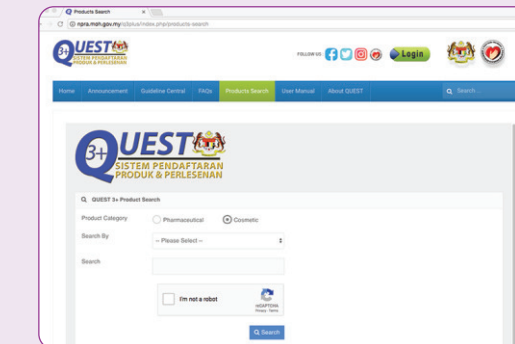 Products Search
npra.moh.gov.my/q3plus/index.php/products-search
3+ QUEST
SISTEM PENDAFTARAN
PRODUK & PERLESENAN
FOLLOW US
Login
Home Announcement Guideline Central FAQs Products Search User Manual About QUEST Search ...
3+ QUEST
SISTEM PENDAFTARAN
PRODUK & PERLESENAN
QUEST 3+ Product Search
Product Category Pharmaceutical Cosmetic
Search By -- Please Select --
Search
I'm not a robot
reCAPTCHA
Privacy - Terms
Search